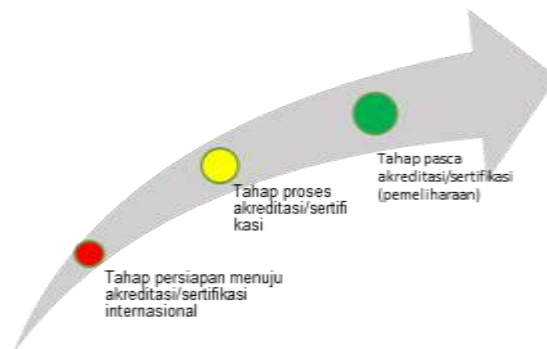 Tahap pasca
akreditasi/sertifikasi
(pemeliharaan)
Tahap proses
akreditasi/sertifi
kasi
Tahap persiapan menuju
akreditasi/sertifikasi
internasional